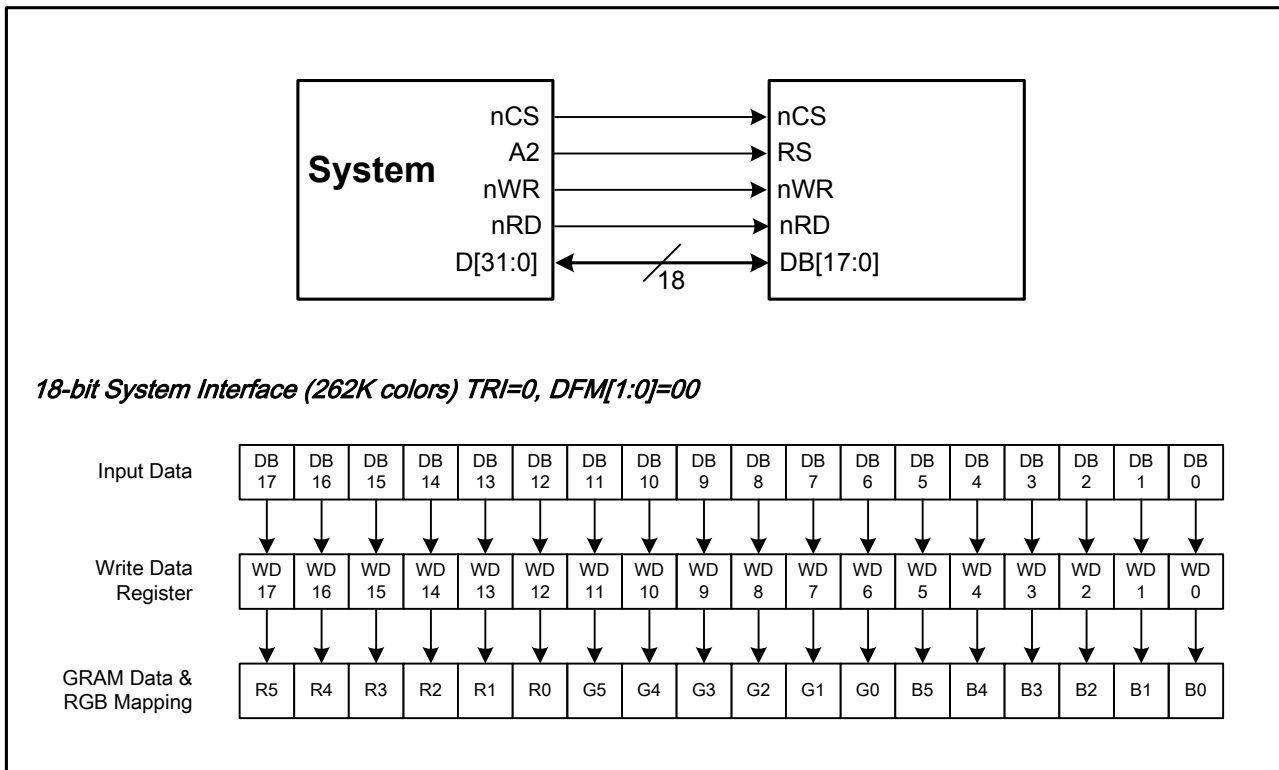 nCS nCS
A2 RS
System
nWR nWR
nRD nRD
D[31:0] DB[17:0]
18
18-bit System Interface (262K colors) TRI=0, DFM[1:0]=00
Input Data DB 17 DB 16 DB 15 DB 14 DB 13 DB 12 DB 11 DB 10 DB 9 DB 8 DB 7 DB 6 DB 5 DB 4 DB 3 DB 2 DB 1 DB 0
Write Data Register WD 17 WD 16 WD 15 WD 14 WD 13 WD 12 WD 11 WD 10 WD 9 WD 8 WD 7 WD 6 WD 5 WD 4 WD 3 WD 2 WD 1 WD 0
GRAM Data & RGB Mapping R5 R4 R3 R2 R1 R0 G5 G4 G3 G2 G1 G0 B5 B4 B3 B2 B1 B0